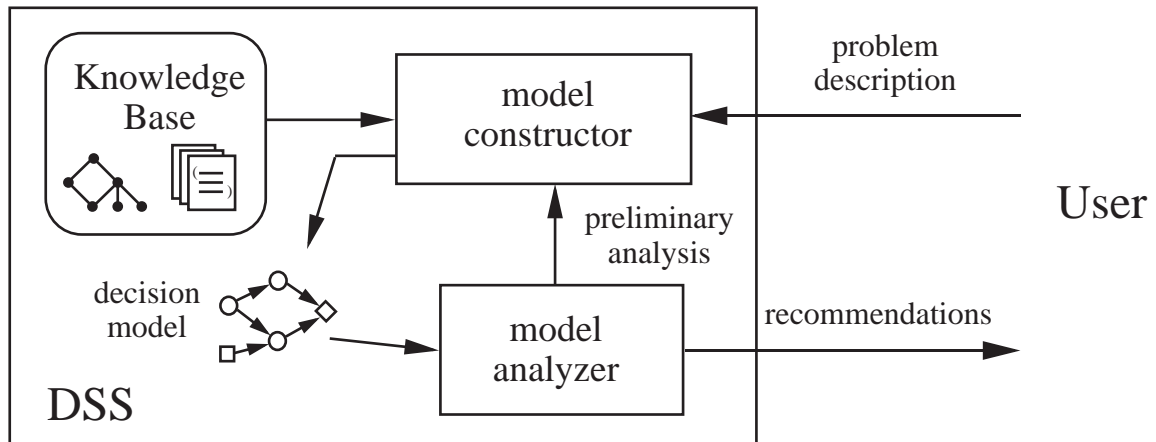 Knowledge
Base
model
constructor
problem
description
User
preliminary
analysis
decision
model
model
analyzer
recommendations
DSS